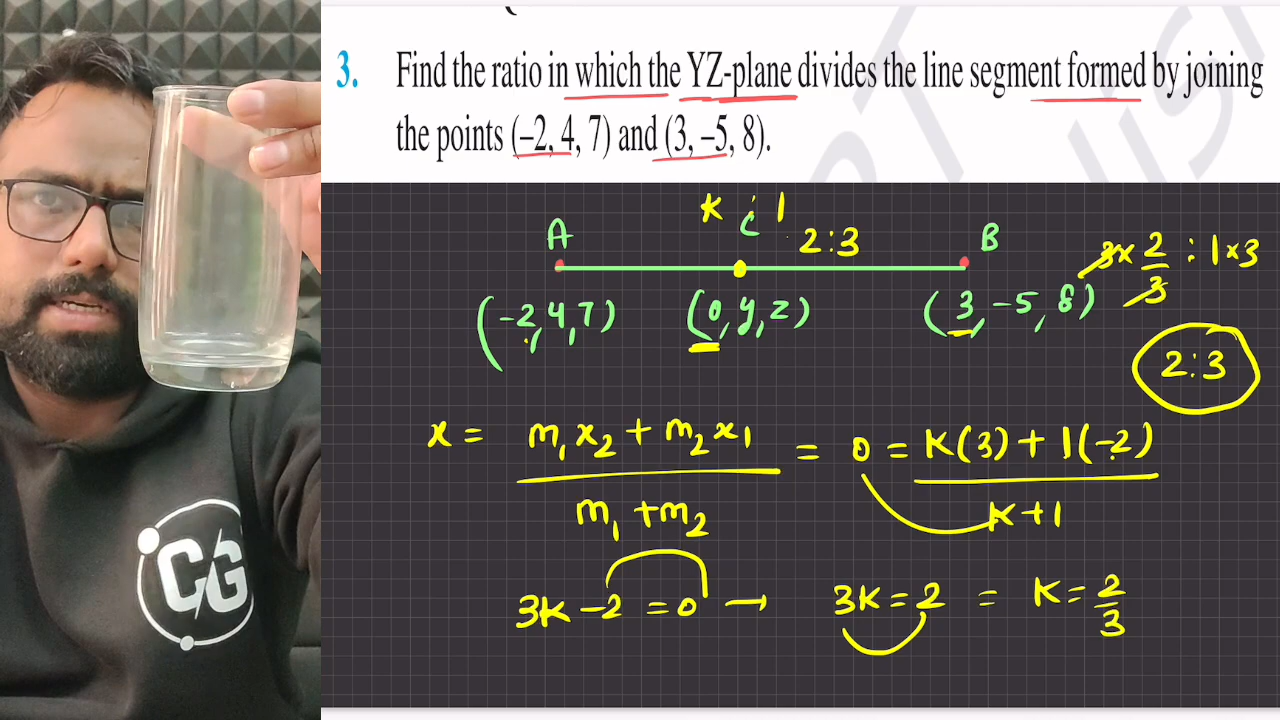 3. Find the ratio in which the YZ-plane divides the line segment formed by joining
the points (–2, 4, 7) and (3, –5, 8).
K : 1
A C B
2:3
3×2/3 : 1×3
(-2,4,7) (0,y,z) (3,-5,8)
2:3
x = m₁x₂ + m₂x₁ / m₁ + m₂ = 0 = K(3) + 1(-2) / K+1
3K -2 = 0 → 3K = 2 = K = 2/3
CG